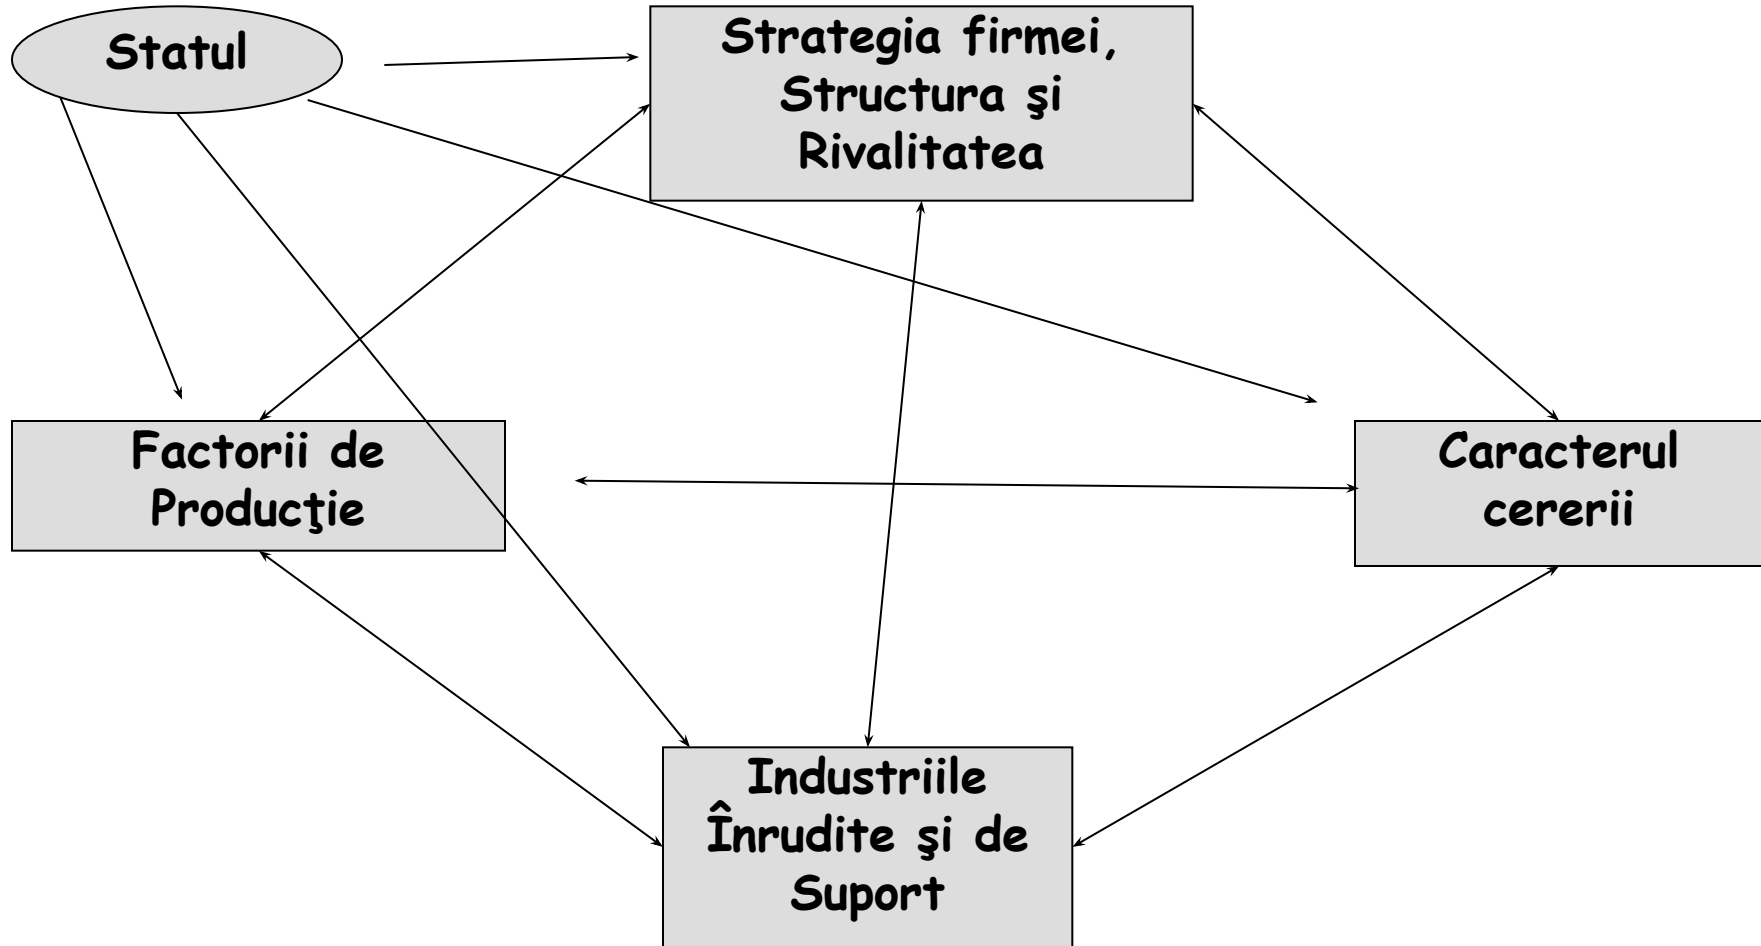 Statul
Strategia firmei,
Structura şi
Rivalitatea
Factorii de
Producţie
Caracterul
cererii
Industriile
Înrudite şi de
Suport